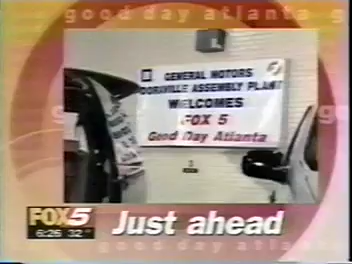 good day atlanta
GENERAL MOTORS
DORAVILLE ASSEMBLY PLANT
WELCOMES
FOX 5
Good Day Atlanta
FOX5
6:26 32°
Just ahead
good day atlanta